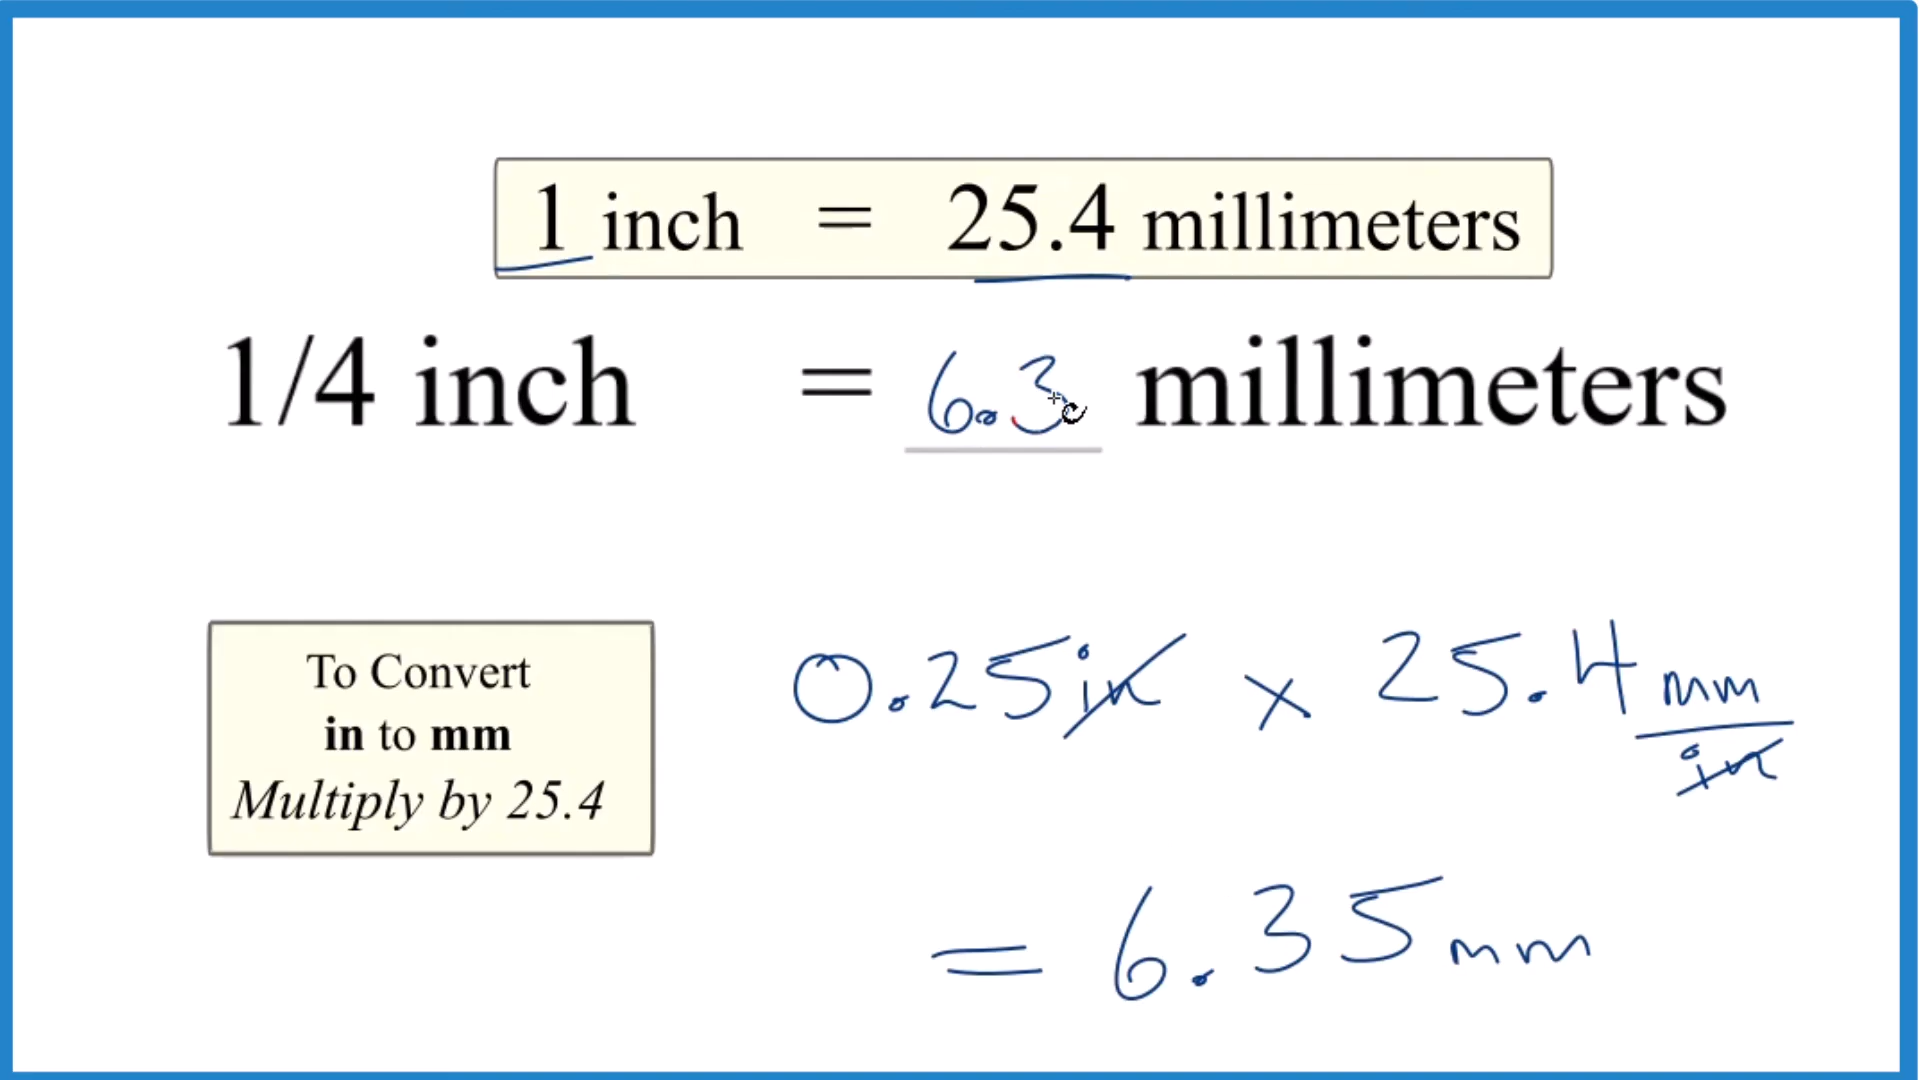 1 inch = 25.4 millimeters
1/4 inch = 6.3 millimeters
To Convert
in to mm
Multiply by 25.4
0.25 in x 25.4 mm/in
= 6.35 mm